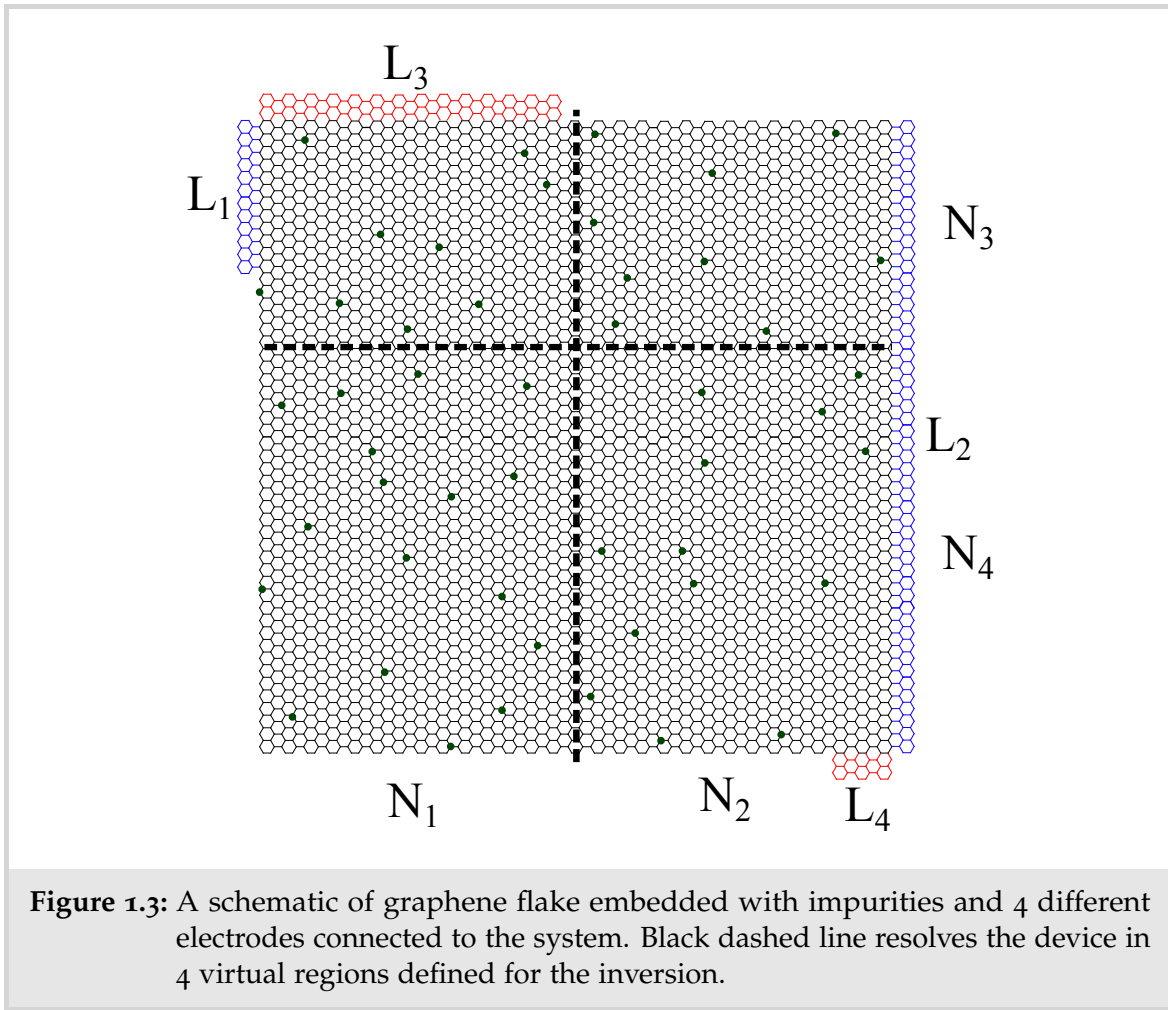 L3
L1
N3
L2
N4
N1
N2
L4
Figure 1.3: A schematic of graphene flake embedded with impurities and 4 different
electrodes connected to the system. Black dashed line resolves the device in
4 virtual regions defined for the inversion.